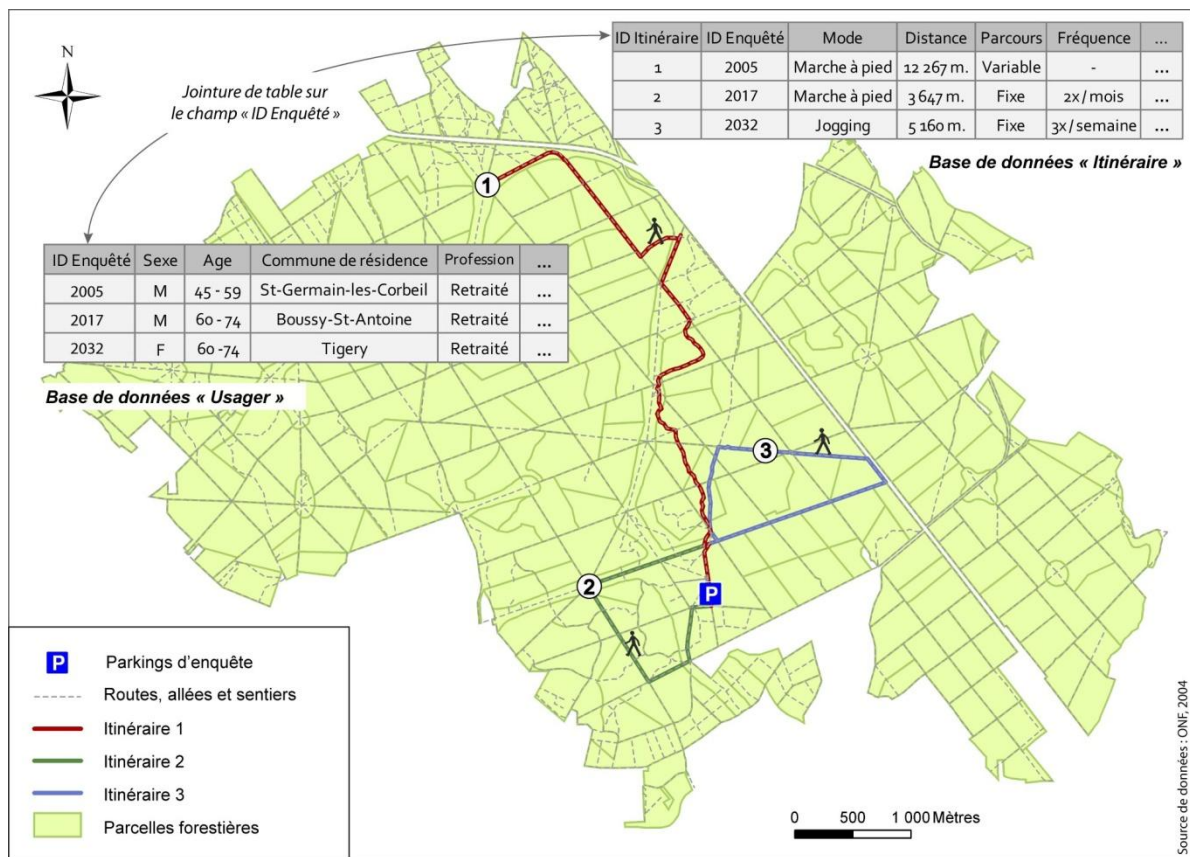 ID Itinéraire ID Enquêté Mode Distance Parcours Fréquence ...
1 2005 Marche à pied 12 267 m. Variable - ...
2 2017 Marche à pied 3 647 m. Fixe 2x/mois ...
3 2032 Jogging 5 160 m. Fixe 3x/semaine ...
Base de données « Itinéraire »
N
Jointure de table sur
le champ « ID Enquêté »
1
ID Enquêté Sexe Age Commune de résidence Profession ...
2005 M 45 - 59 St-Germain-les-Corbeil Retraité ...
2017 M 60 - 74 Boussy-St-Antoine Retraité ...
2032 F 60 -74 Tigery Retraité ...
Base de données « Usager »
3
2
P
P Parkings d'enquête
Routes, allées et sentiers
Itinéraire 1
Itinéraire 2
Itinéraire 3
Parcelles forestières
0 500 1 000 Mètres
Source de données : ONF, 2004